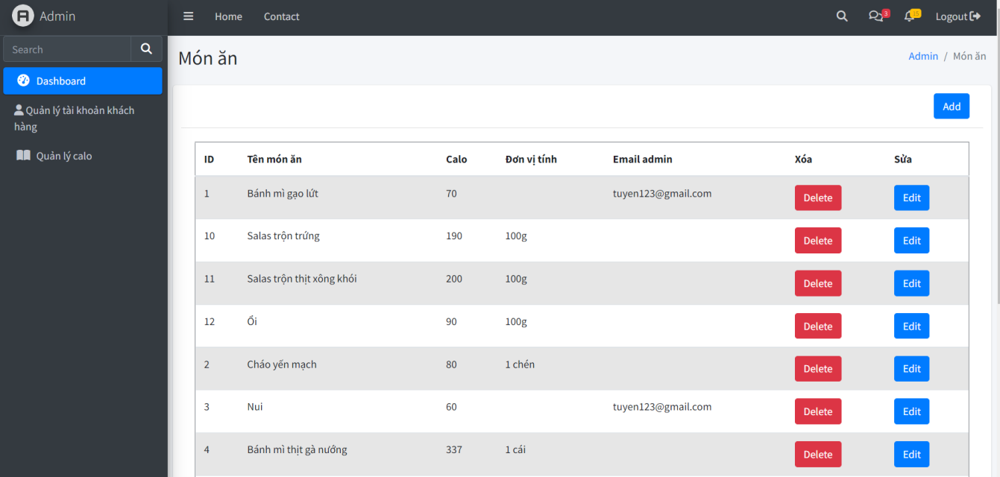 Admin
Home
Contact
3
15
Logout
Search
Món ăn
Admin / Món ăn
Dashboard
Quản lý tài khoản khách
hàng
Quản lý calo
Add
ID Tên món ăn Calo Đơn vị tính Email admin Xóa Sửa
1 Bánh mì gạo lứt 70 tuyen123@gmail.com Delete Edit
10 Salas trộn trứng 190 100g Delete Edit
11 Salas trộn thịt xông khói 200 100g Delete Edit
12 Ổi 90 100g Delete Edit
2 Cháo yến mạch 80 1 chén Delete Edit
3 Nui 60 tuyen123@gmail.com Delete Edit
4 Bánh mì thịt gà nướng 337 1 cái Delete Edit